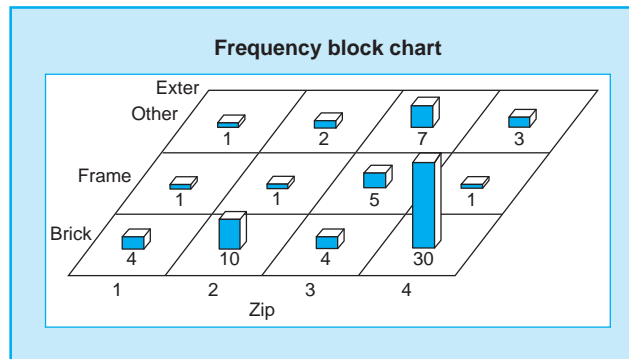 Frequency block chart
Exter
Other
1 2 7 3
Frame
1 1 5 1
Brick
4 10 4 30
1 2 3 4
Zip